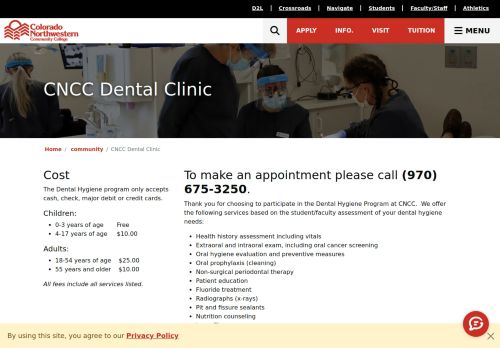 D2L | Crossroads | Navigate | Students | Faculty/Staff | Athletics
Colorado
Northwestern
Community College
APPLY INFO. VISIT TUITION MENU
CNCC Dental Clinic
Home / community / CNCC Dental Clinic
Cost
The Dental Hygiene program only accepts
cash, check, major debit or credit cards.
Children:
0-3 years of age Free
4-17 years of age $10.00
Adults:
18-54 years of age $25.00
55 years and older $10.00
All fees include all services listed.
To make an appointment please call (970)
675-3250.
Thank you for choosing to participate in the Dental Hygiene Program at CNCC. We offer
the following services based on the student/faculty assessment of your dental hygiene
needs:
Health history assessment including vitals
Extraoral and intraoral exam, including oral cancer screening
Oral hygiene evaluation and preventive measures
Oral prophylaxis (cleaning)
Non-surgical periodontal therapy
Patient education
Fluoride treatment
Radiographs (x-rays)
Pit and fissure sealants
Nutrition counseling
By using this site, you agree to our Privacy Policy
×